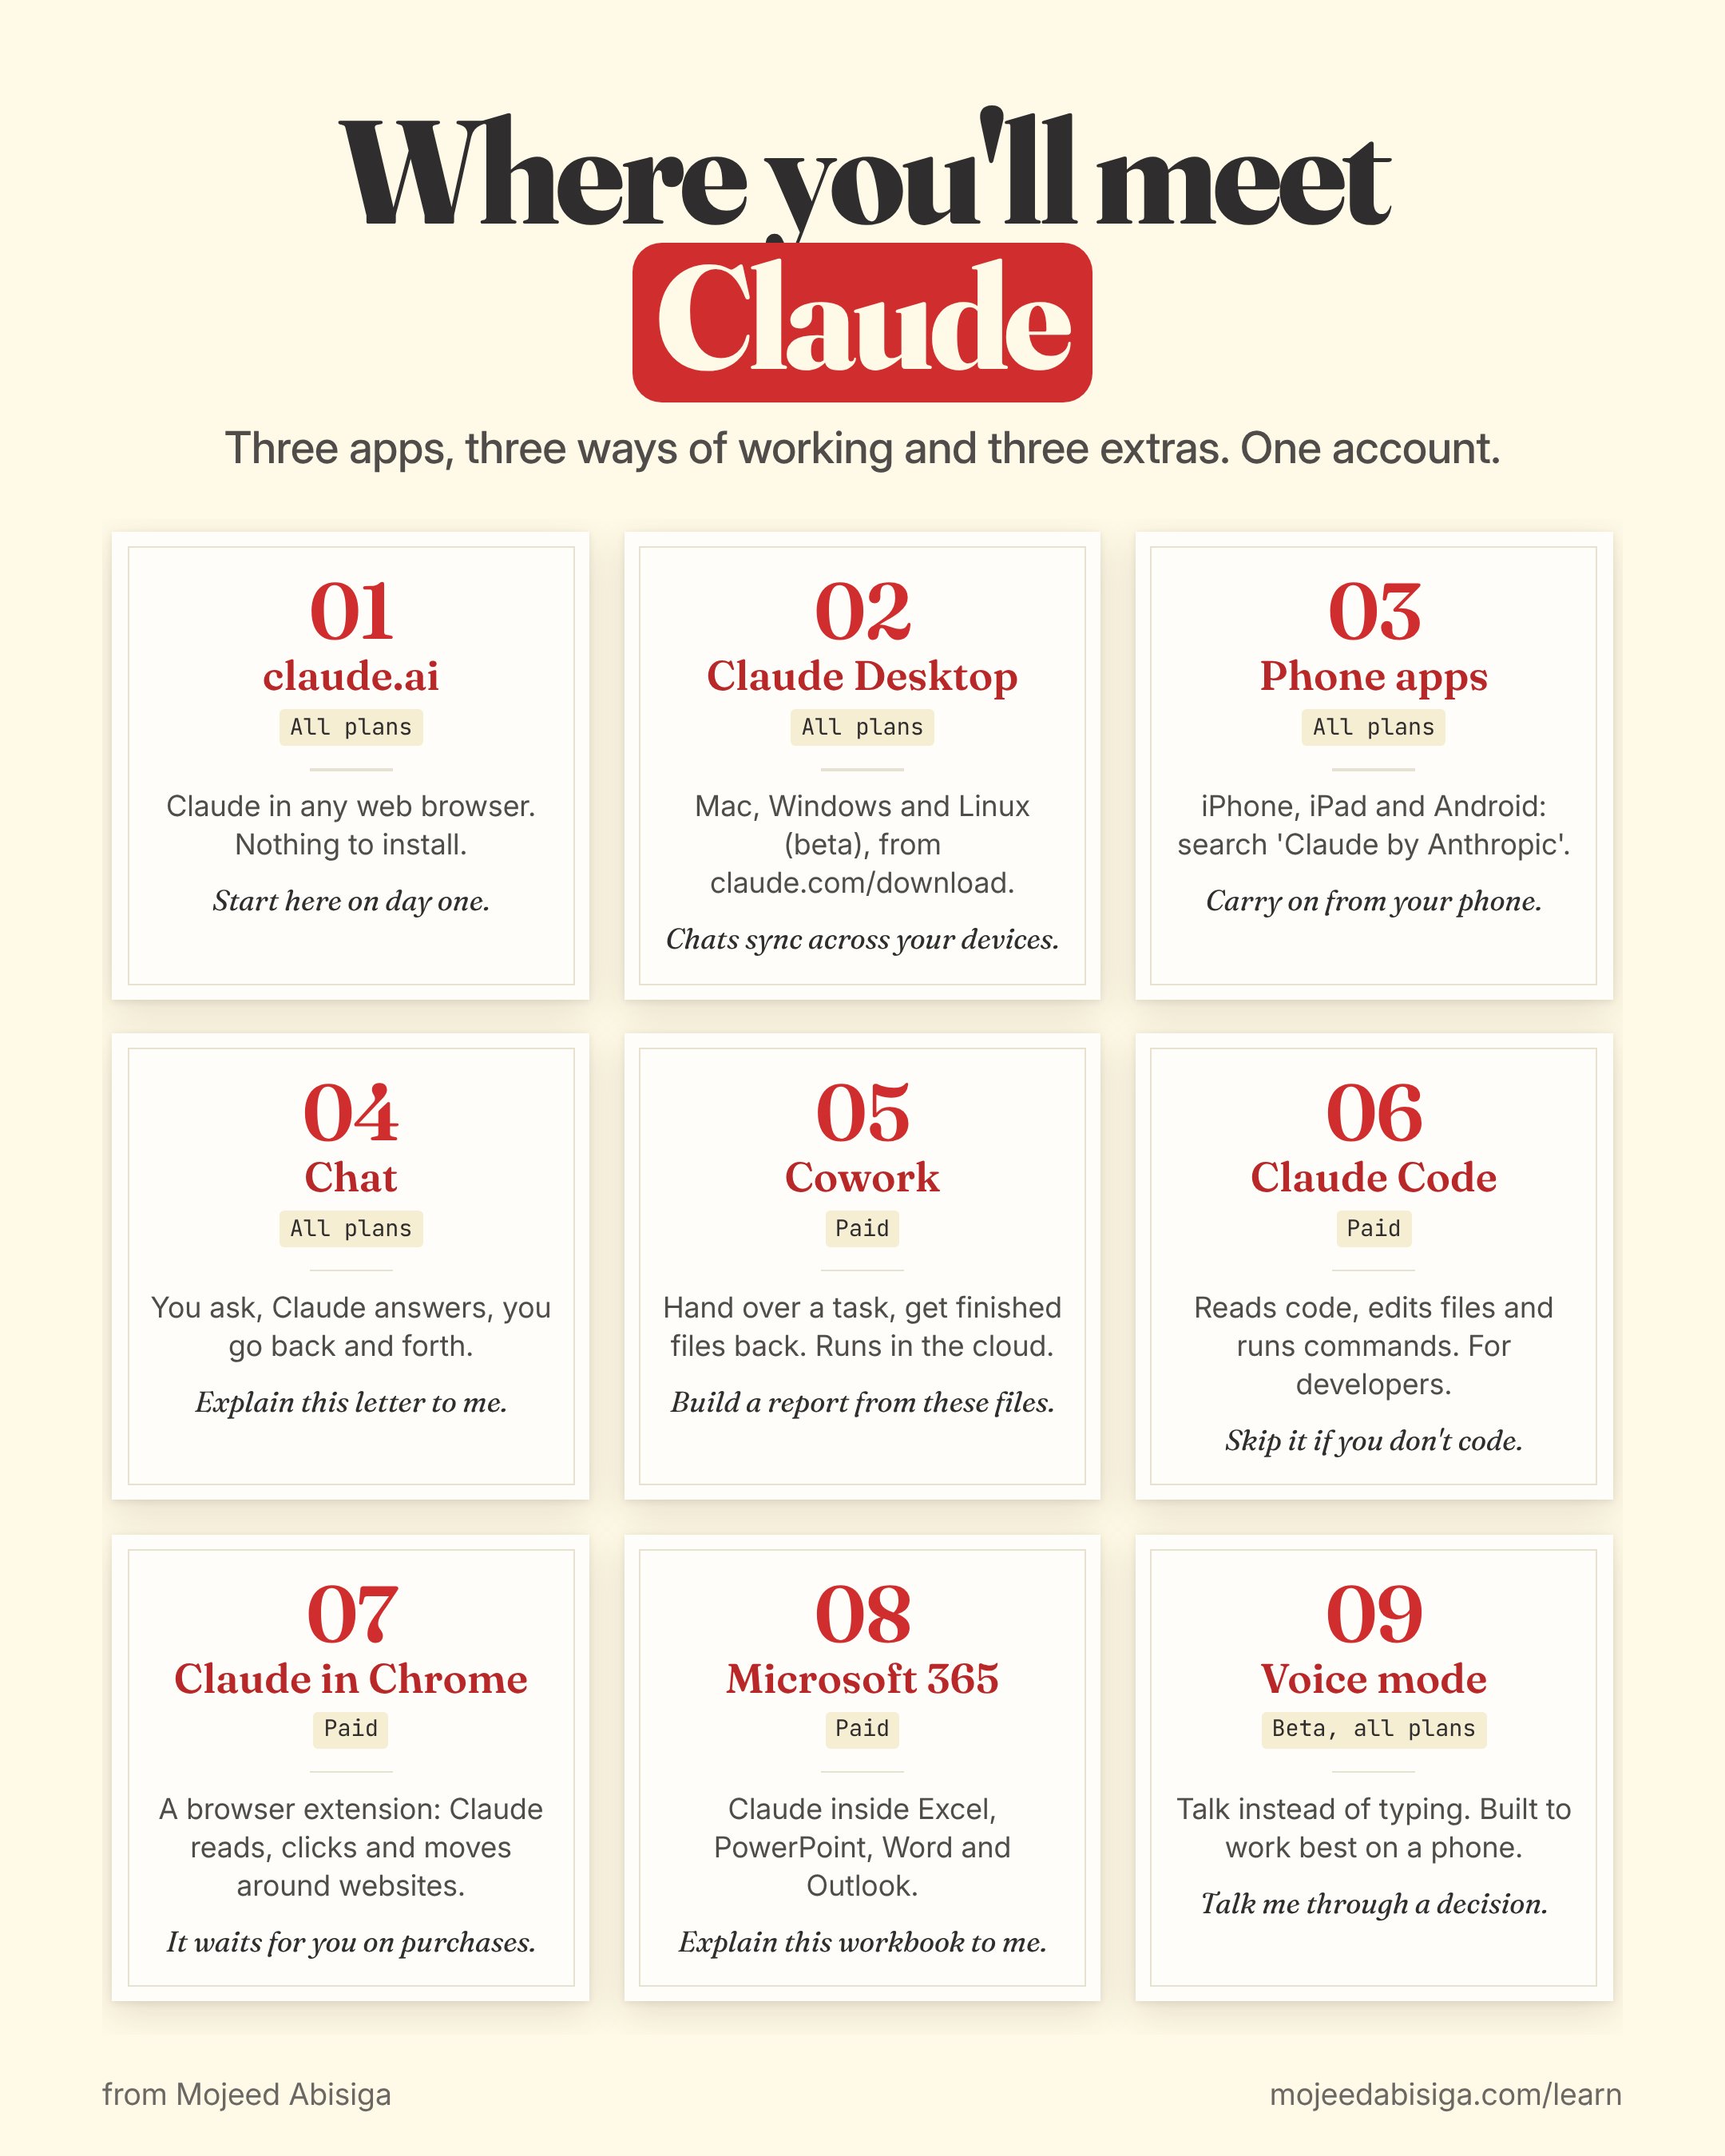 Where you'll meet
Claude
Three apps, three ways of working and three extras. One account.
01
claude.ai
All plans
Claude in any web browser.
Nothing to install.
Start here on day one.
02
Claude Desktop
All plans
Mac, Windows and Linux
(beta), from
claude.com/download.
Chats sync across your devices.
03
Phone apps
All plans
iPhone, iPad and Android:
search 'Claude by Anthropic'.
Carry on from your phone.
04
Chat
All plans
You ask, Claude answers, you
go back and forth.
Explain this letter to me.
05
Cowork
Paid
Hand over a task, get finished
files back. Runs in the cloud.
Build a report from these files.
06
Claude Code
Paid
Reads code, edits files and
runs commands. For
developers.
Skip it if you don't code.
07
Claude in Chrome
Paid
A browser extension: Claude
reads, clicks and moves
around websites.
It waits for you on purchases.
08
Microsoft 365
Paid
Claude inside Excel,
PowerPoint, Word and
Outlook.
Explain this workbook to me.
09
Voice mode
Beta, all plans
Talk instead of typing. Built to
work best on a phone.
Talk me through a decision.
from Mojeed Abisiga
mojeedabisiga.com/learn